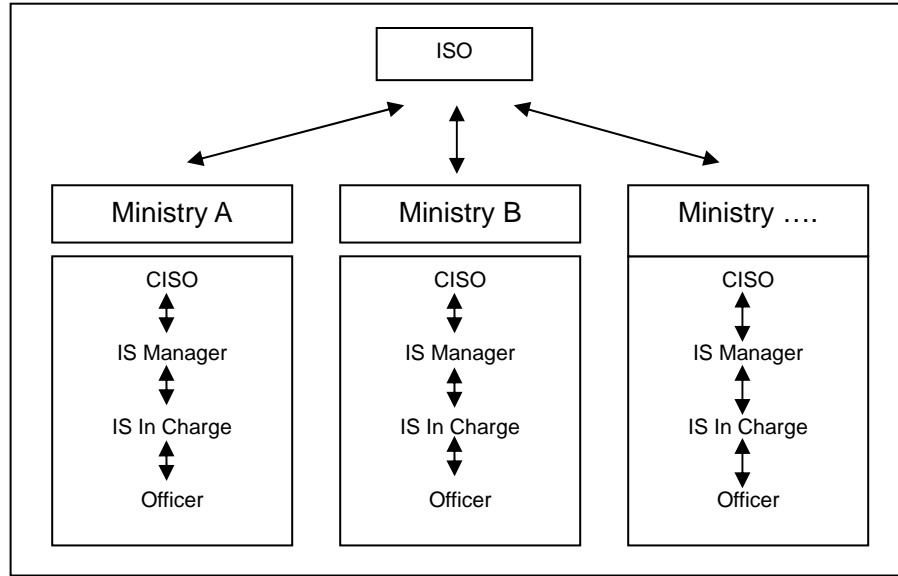 ISO
Ministry A
CISO
IS Manager
IS In Charge
Officer
Ministry B
CISO
IS Manager
IS In Charge
Officer
Ministry ….
CISO
IS Manager
IS In Charge
Officer